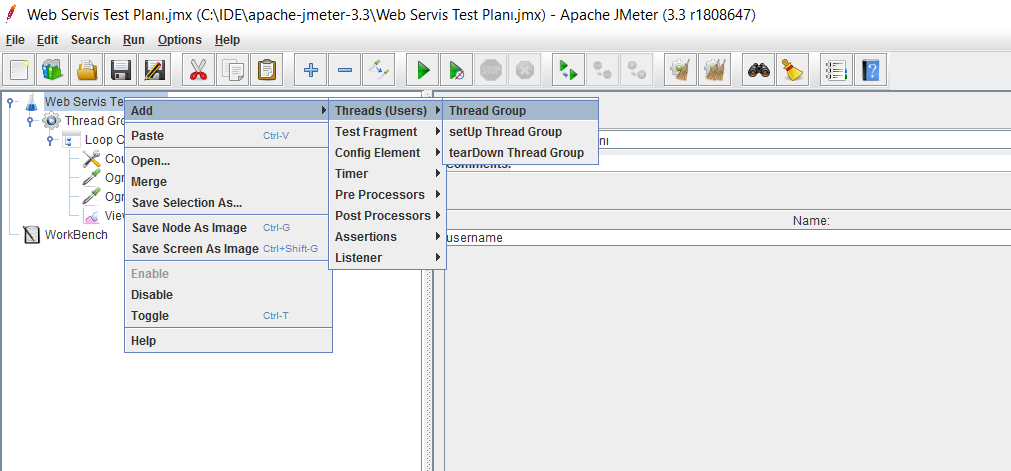 Web Servis Test Planı.jmx (C:\IDE\apache-jmeter-3.3\Web Servis Test Planı.jmx) - Apache JMeter (3.3 r1808647)
File Edit Search Run Options Help
Web Servis Te
Thread Gro
Loop C
Cou
Ogr
Ogr
View
WorkBench
Add
Paste Ctrl-V
Open...
Merge
Save Selection As...
Save Node As Image Ctrl-G
Save Screen As Image Ctrl+Shift-G
Enable
Disable
Toggle Ctrl-T
Help
Threads (Users)
Test Fragment
Config Element
Timer
Pre Processors
Post Processors
Assertions
Listener
Thread Group
setUp Thread Group
tearDown Thread Group
nı
Comments:
Name:
username